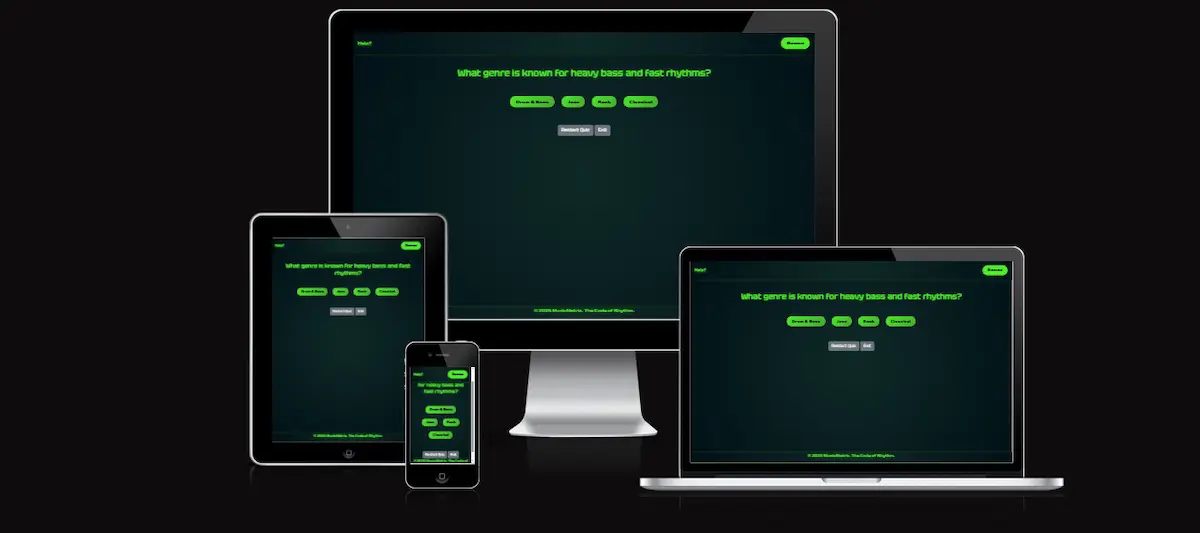 Help?
What genre is known for heavy bass and fast rhythms?
Drum & Bass Jazz Rock Classical
Restart Quiz Exit
© 2025 MusicMatrix. The Code of Rhythm.
Help?
What genre is known for heavy bass and fast
rhythms?
Drum & Bass Jazz Rock Classical
Restart Quiz Exit
© 2025 MusicMatrix. The Code of Rhythm.
Help?
for heavy bass and
fast rhythms?
Drum & Bass
Jazz Rock
Classical
Restart Quiz Exit
© 2025 MusicMatrix. The Code of
Help?
What genre is known for heavy bass and fast rhythms?
Drum & Bass Jazz Rock Classical
Restart Quiz Exit
© 2025 MusicMatrix. The Code of Rhythm.